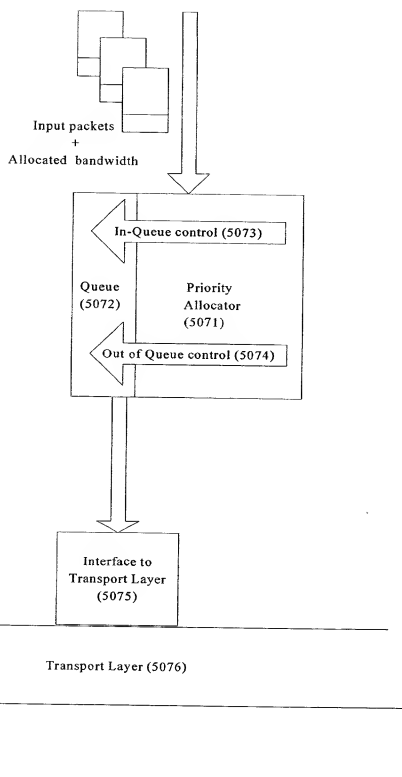 Input packets
+
Allocated bandwidth
In-Queue control (5073)
Queue
(5072)
Priority
Allocator
(5071)
Out of Queue control (5074)
Interface to
Transport Layer
(5075)
Transport Layer (5076)